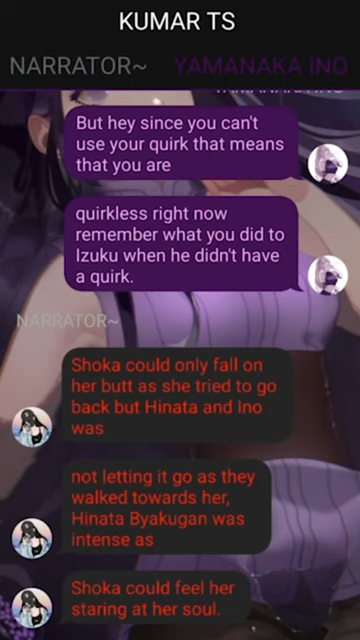 KUMAR TS
NARRATOR~ YAMANAKA INO
But hey since you can't
use your quirk that means
that you are
quirkless right now
remember what you did to
Izuku when he didn't have
a quirk.
NARRATOR~
Shoka could only fall on
her butt as she tried to go
back but Hinata and Ino
was
not letting it go as they
walked towards her,
Hinata Byakugan was
intense as
Shoka could feel her
staring at her soul.